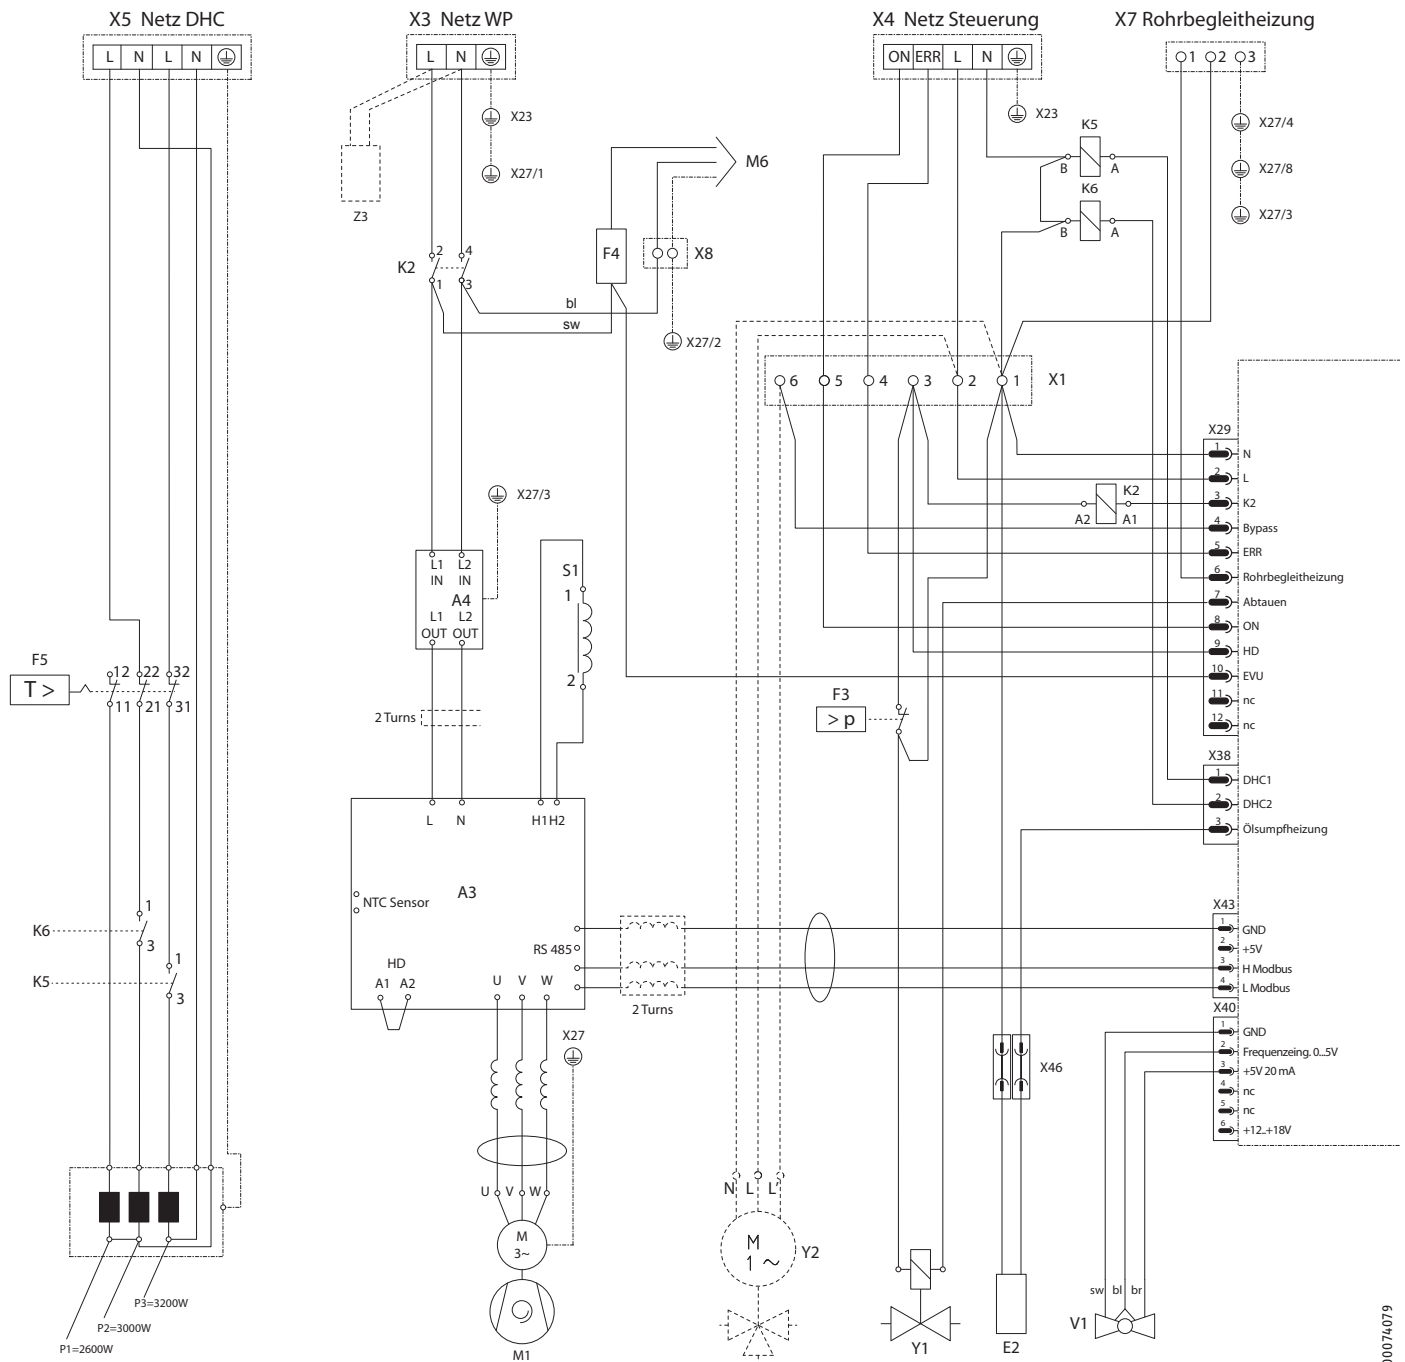 X5 Netz DHC
X3 Netz WP
X4 Netz Steuerung
X7 Rohrbegleitheizung
L N L N
L N
ON ERR L N
1 2 3
X23
X27/1
Z3
M6
X23
K5
B A
K6
B A
X27/4
X27/8
X27/3
K2
2 4
1 3
F4
X8
bl
sw
X27/2
6 5 4 3 2 1
X1
X29
1 N
2 L
3 K2
4 Bypass
5 ERR
6 Rohrbegleitheizung
7 Abtauen
8 ON
9 HD
10 EVU
11 nc
12 nc
K2
A2 A1
X27/3
L1 L2
IN IN
A4
L1 L2
OUT OUT
S1
1
2
F5
T >
12 22 32
11 21 31
2 Turns
F3
> p
X38
1 DHC1
2 DHC2
3 Ölsumpfheizung
L N H1 H2
A3
NTC Sensor
RS 485
HD
A1 A2
U V W
K6
1
3
K5
1
3
2 Turns
X43
1 GND
2 +5V
3 H Modbus
4 L Modbus
X40
1 GND
2 Frequenzeing. 0...5V
3 +5V 20 mA
4 nc
5 nc
6 +12..+18V
X27
X46
U V W
M
3~
M1
N L L'
M
1 ~
Y2
Y1
E2
sw bl br
V1
P3=3200W
P2=3000W
P1=2600W